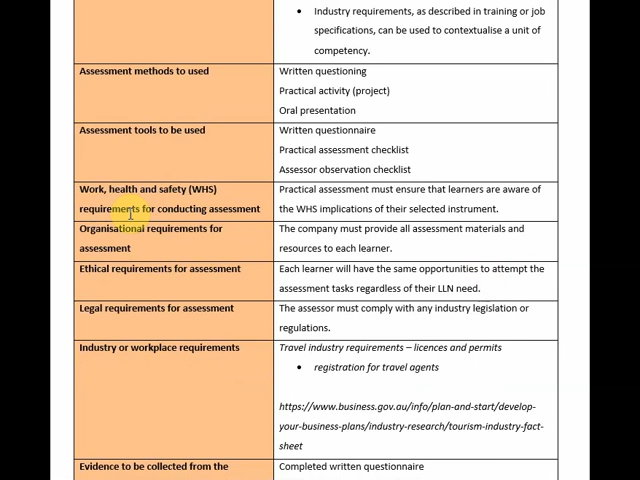 Industry requirements, as described in training or job
specifications, can be used to contextualise a unit of
competency.
Assessment methods to used
Written questioning
Practical activity (project)
Oral presentation
Assessment tools to be used
Written questionnaire
Practical assessment checklist
Assessor observation checklist
Work, health and safety (WHS)
requirements for conducting assessment
Practical assessment must ensure that learners are aware of
the WHS implications of their selected instrument.
Organisational requirements for
assessment
The company must provide all assessment materials and
resources to each learner.
Ethical requirements for assessment
Each learner will have the same opportunities to attempt the
assessment tasks regardless of their LLN need.
Legal requirements for assessment
The assessor must comply with any industry legislation or
regulations.
Industry or workplace requirements
Travel industry requirements – licences and permits
registration for travel agents
https://www.business.gov.au/info/plan-and-start/develop-
your-business-plans/industry-research/tourism-industry-fact-
sheet
Evidence to be collected from the
Completed written questionnaire